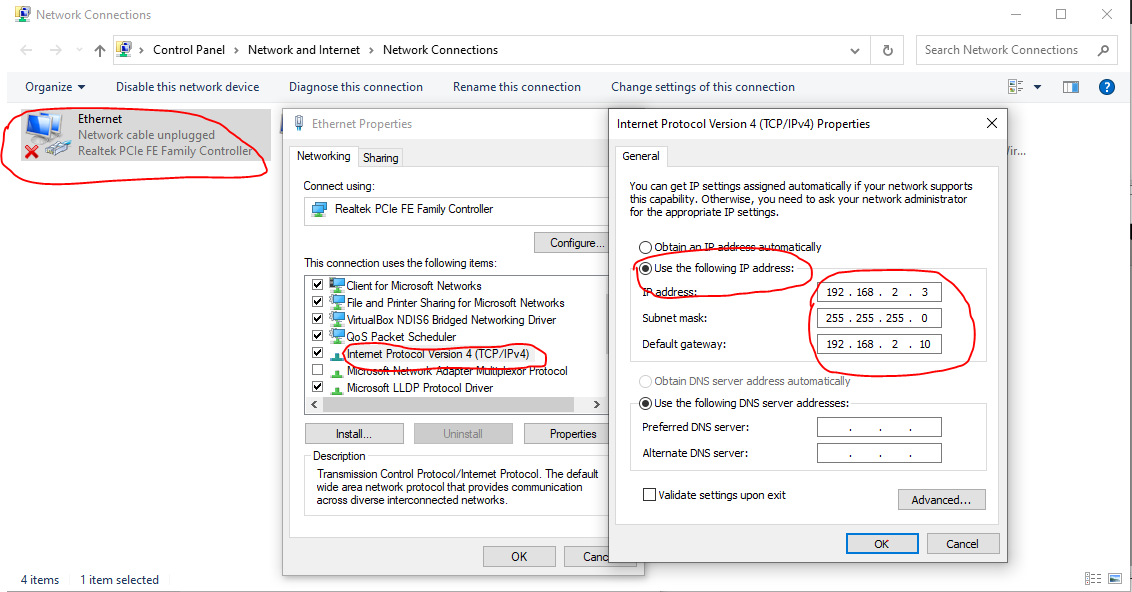 Network Connections
Control Panel > Network and Internet > Network Connections
Search Network Connections
Organize
Disable this network device
Diagnose this connection
Rename this connection
Change settings of this connection
Ethernet
Network cable unplugged
Realtek PCIe FE Family Controller
Ethernet Properties
Networking
Sharing
Connect using:
Realtek PCIe FE Family Controller
Configure...
This connection uses the following items:
Client for Microsoft Networks
File and Printer Sharing for Microsoft Networks
VirtualBox NDIS6 Bridged Networking Driver
QoS Packet Scheduler
Internet Protocol Version 4 (TCP/IPv4)
Microsoft Network Adapter Multiplexor Protocol
Microsoft LLDP Protocol Driver
Install...
Uninstall
Properties
Description
Transmission Control Protocol/Internet Protocol. The default
wide area network protocol that provides communication
across diverse interconnected networks.
OK
Canc
Internet Protocol Version 4 (TCP/IPv4) Properties
General
You can get IP settings assigned automatically if your network supports
this capability. Otherwise, you need to ask your network administrator
for the appropriate IP settings.
Obtain an IP address automatically
Use the following IP address:
IP address:
192 . 168 . 2 . 3
Subnet mask:
255 . 255 . 255 . 0
Default gateway:
192 . 168 . 2 . 10
Obtain DNS server address automatically
Use the following DNS server addresses:
Preferred DNS server:
. . .
Alternate DNS server:
. . .
Validate settings upon exit
Advanced...
OK
Cancel
4 items
1 item selected